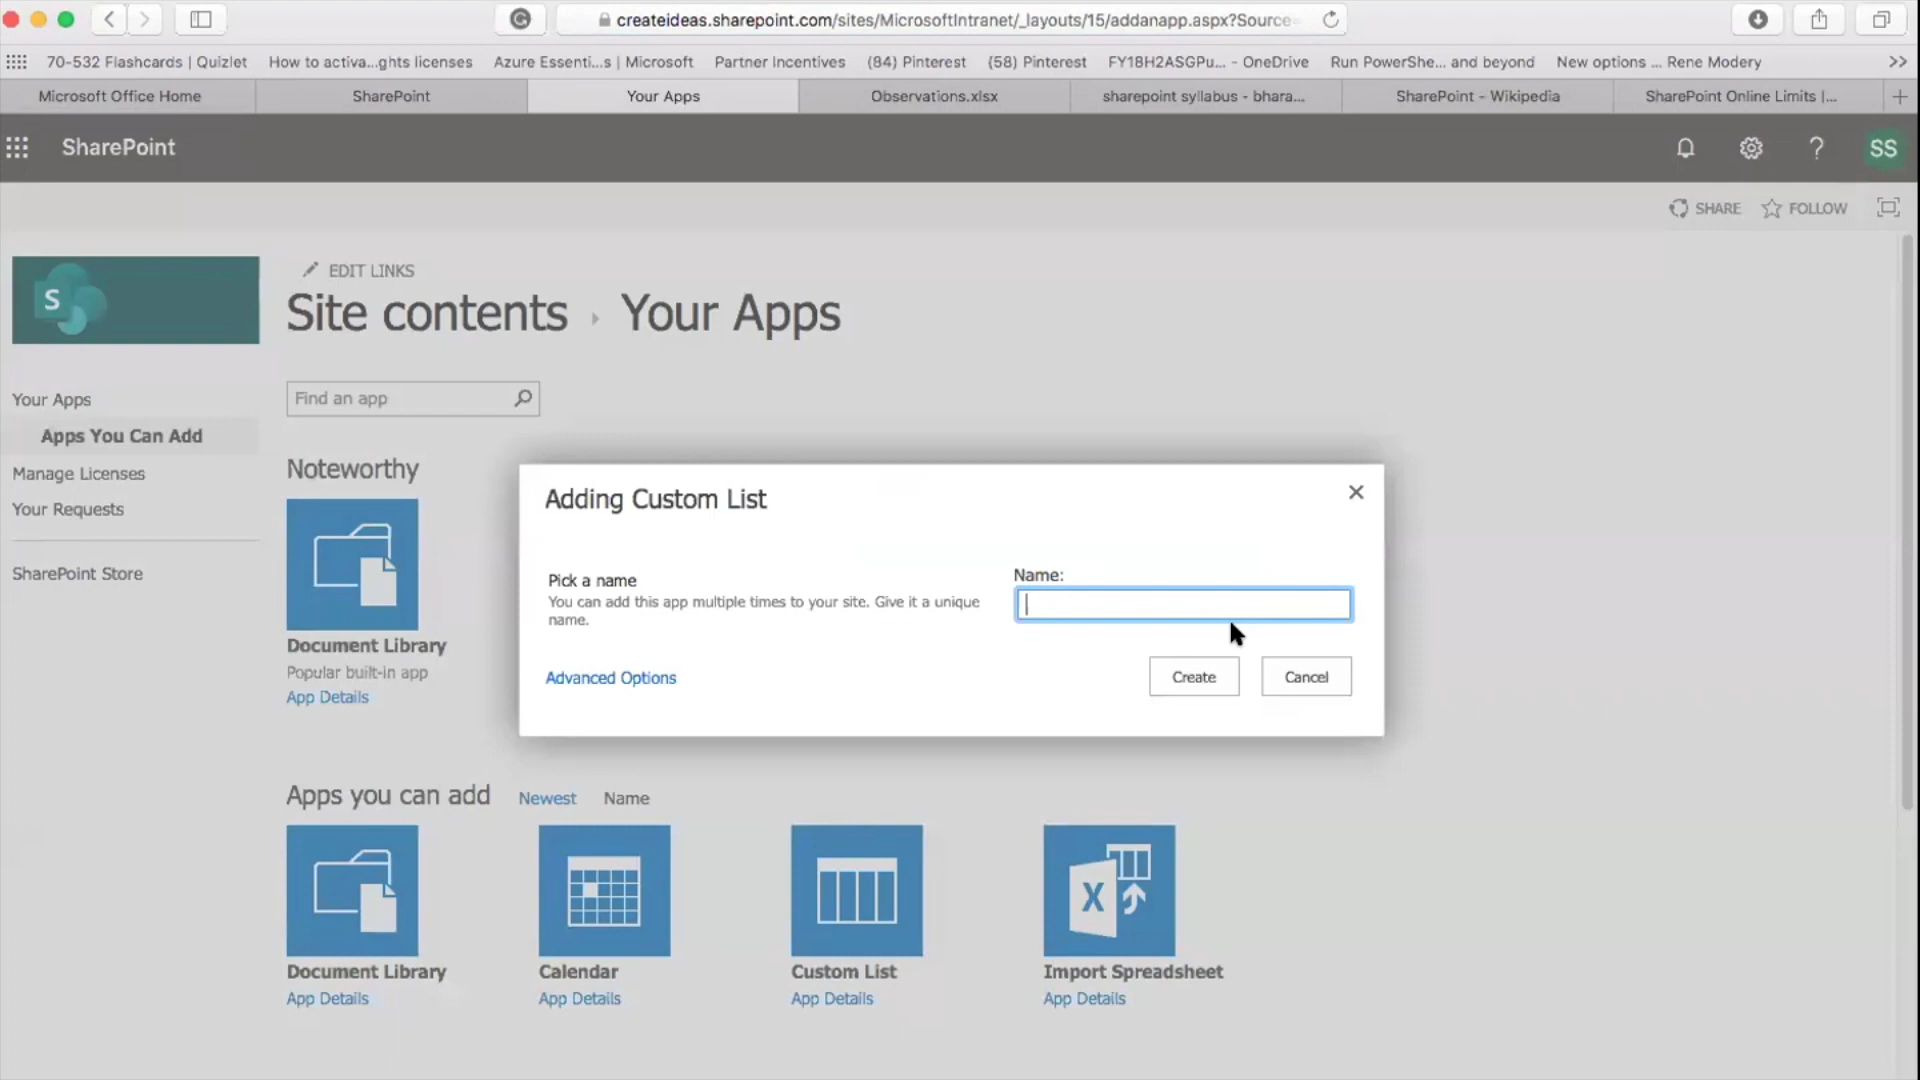 createideas.sharepoint.com/sites/MicrosoftIntranet/_layouts/15/addanapp.aspx?Source=
70-532 Flashcards | Quizlet
How to activa...ghts licenses
Azure Essenti...s | Microsoft
Partner Incentives
(84) Pinterest
(58) Pinterest
FY18H2ASGPu... - OneDrive
Run PowerShe... and beyond
New options ... Rene Modery
Microsoft Office Home
SharePoint
Your Apps
Observations.xlsx
sharepoint syllabus - bhara...
SharePoint - Wikipedia
SharePoint Online Limits |...
SharePoint
SS
SHARE
FOLLOW
S
EDIT LINKS
Site contents
Your Apps
Your Apps
Apps You Can Add
Manage Licenses
Your Requests
SharePoint Store
Find an app
Noteworthy
Document Library
Popular built-in app
App Details
Adding Custom List
Pick a name
You can add this app multiple times to your site. Give it a unique
name.
Name:
Advanced Options
Create
Cancel
Apps you can add
Newest
Name
Document Library
App Details
Calendar
App Details
Custom List
App Details
X
Import Spreadsheet
App Details